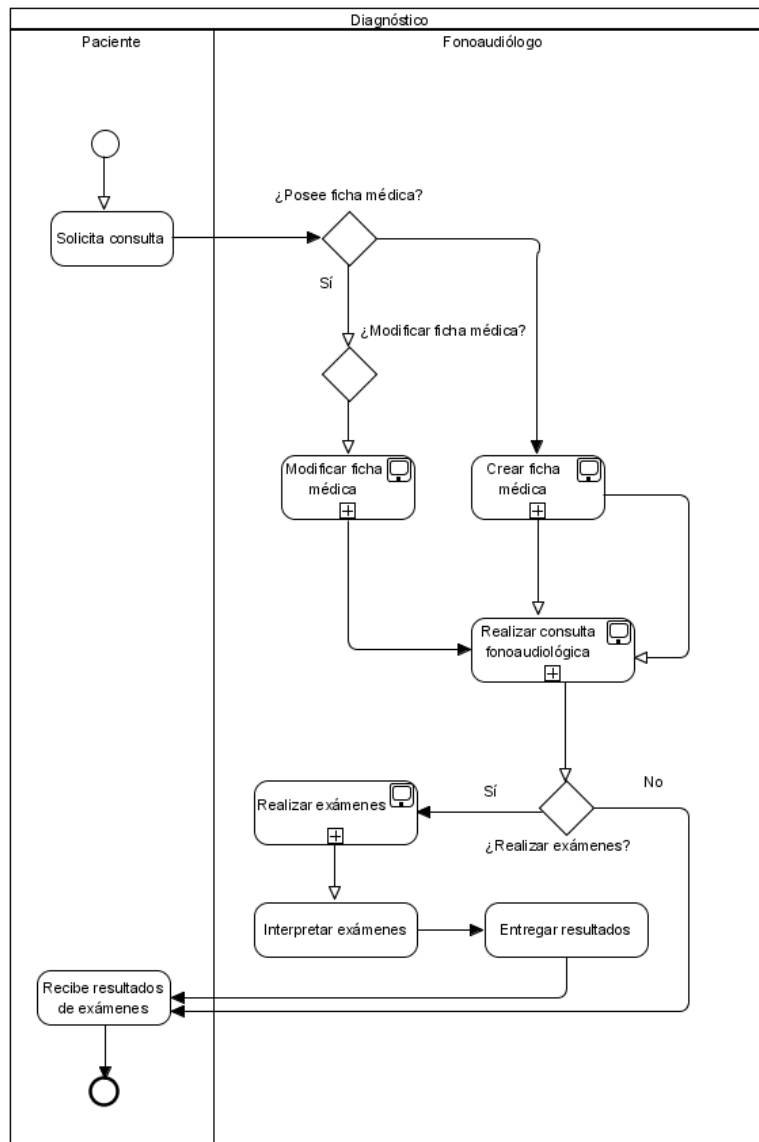 Diagnóstico
Paciente
Fonoaudiólogo
¿Posee ficha médica?
Solicita consulta
Sí
¿Modificar ficha médica?
Modificar ficha
médica
Crear ficha
médica
Realizar consulta
fonoaudiológica
Sí
No
Realizar exámenes
¿Realizar exámenes?
Interpretar exámenes
Entregar resultados
Recibe resultados
de exámenes